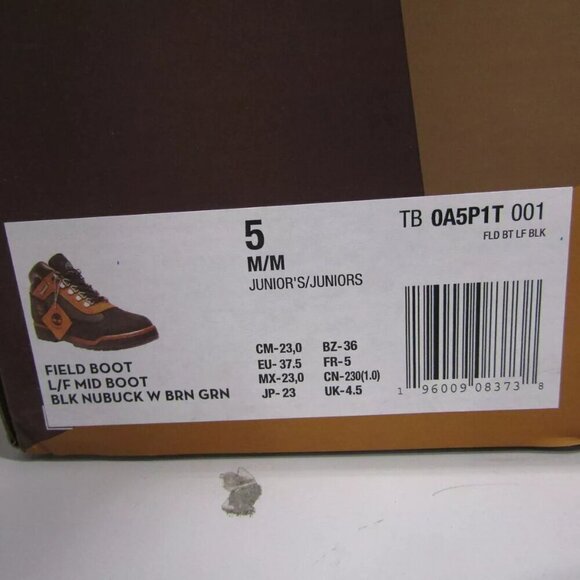 5
M/M
JUNIOR'S/JUNIORS
TB 0A5P1T 001
FLD BT LF BLK
FIELD BOOT
L/F MID BOOT
BLK NUBUCK W BRN GRN
CM-23,0 BZ-36
EU-37.5 FR-5
MX-23,0 CN-230(1.0)
JP-23 UK-4.5
1 96009 08373 8